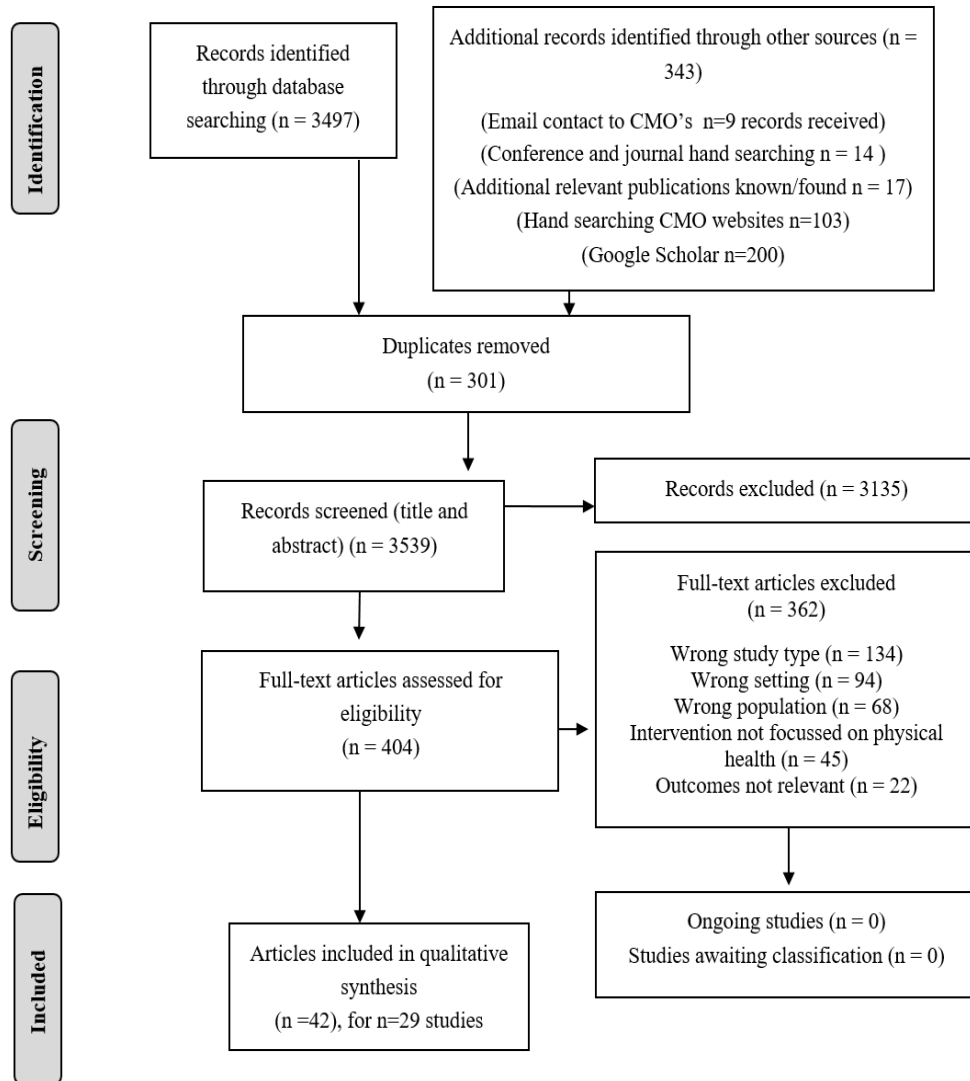 Identification
Records identified
through database
searching (n = 3497)
Additional records identified through other sources (n =
343)
(Email contact to CMO’s n=9 records received)
(Conference and journal hand searching n = 14 )
(Additional relevant publications known/found n = 17)
(Hand searching CMO websites n=103)
(Google Scholar n=200)
Duplicates removed
(n = 301)
Screening
Records screened (title and
abstract) (n = 3539)
Records excluded (n = 3135)
Eligibility
Full-text articles assessed for
eligibility
(n = 404)
Full-text articles excluded
(n = 362)
Wrong study type (n = 134)
Wrong setting (n = 94)
Wrong population (n = 68)
Intervention not focussed on physical
health (n = 45)
Outcomes not relevant (n = 22)
Included
Articles included in qualitative
synthesis
(n =42), for n=29 studies
Ongoing studies (n = 0)
Studies awaiting classification (n = 0)